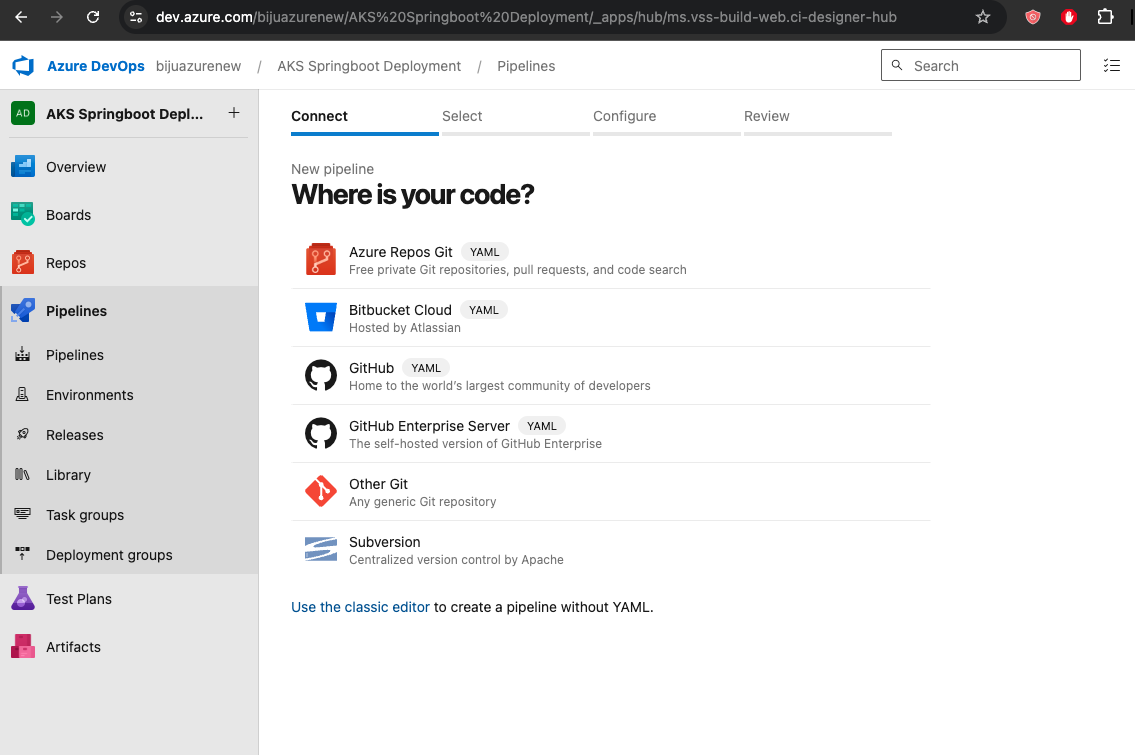 dev.azure.com/bijuazurenew/AKS%20Springboot%20Deployment/_apps/hub/ms.vss-build-web.ci-designer-hub
Azure DevOps bijuazurenew / AKS Springboot Deployment / Pipelines
Search
AD AKS Springboot Depl... +
Overview
Boards
Repos
Pipelines
Pipelines
Environments
Releases
Library
Task groups
Deployment groups
Test Plans
Artifacts
Connect Select Configure Review
New pipeline
Where is your code?
Azure Repos Git YAML
Free private Git repositories, pull requests, and code search
Bitbucket Cloud YAML
Hosted by Atlassian
GitHub YAML
Home to the world's largest community of developers
GitHub Enterprise Server YAML
The self-hosted version of GitHub Enterprise
Other Git
Any generic Git repository
Subversion
Centralized version control by Apache
Use the classic editor to create a pipeline without YAML.